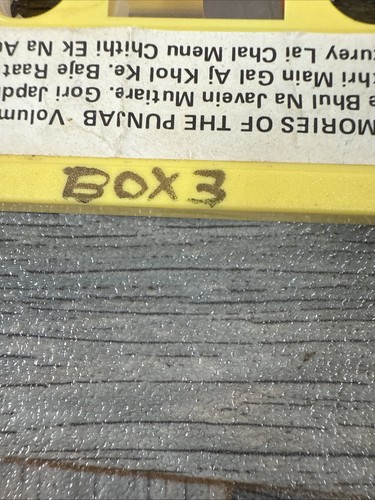 MORIES OF THE PUNJAB Volum
e Bhul Na Javein Mutiare. Gori Japd
hri Main Gal Aj Khol Ke. Baje Raat
urey Lai Chal Menu Chithi Ek Na A
BOX 3